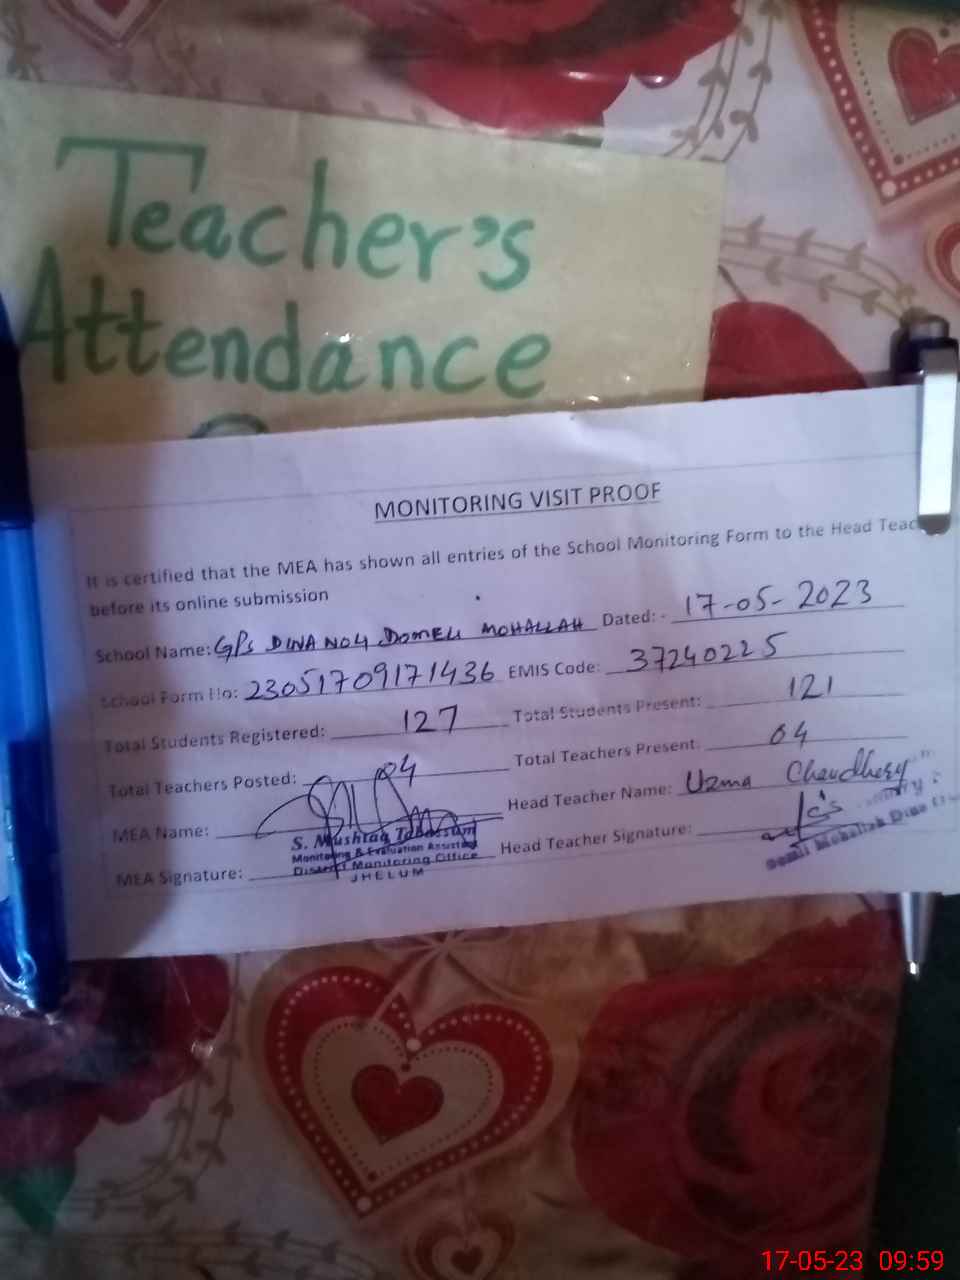 Teacher's
Attendance
MONITORING VISIT PROOF
It is certified that the MEA has shown all entries of the School Monitoring Form to the Head Teac
before its online submission
School Name: GPS DINA NO4 DOMELI MOHALLAH Dated: - 17-05-2023
School Form No: 23051709171436 EMIS Code: 37240225
Total Students Registered: 127 Total Students Present: 121
Total Teachers Posted: 04 Total Teachers Present: 04
MEA Name: Head Teacher Name: Uzma Chaudhery
S. Mushtaq Tabassum
Monitoring & Evaluation Assistant
District Monitoring Office
JHELUM
MEA Signature: Head Teacher Signature:
Domli Mohallah Dina
17-05-23 09:59